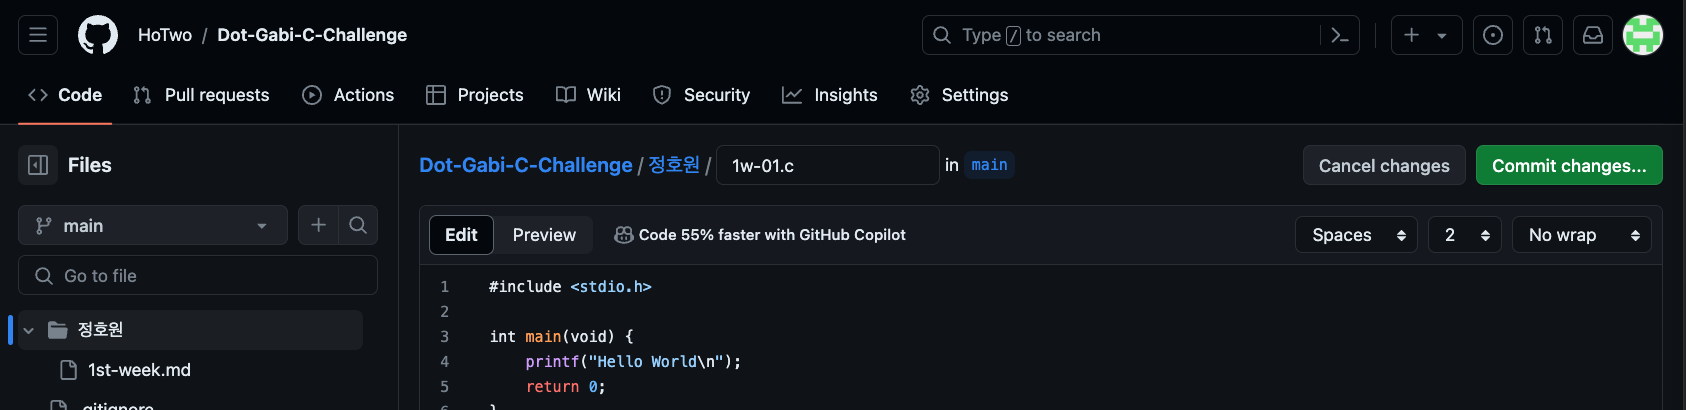 HoTwo / Dot-Gabi-C-Challenge
Type / to search
Code Pull requests Actions Projects Wiki Security Insights Settings
Files
main
Go to file
정호원
1st-week.md
.gitignore
Dot-Gabi-C-Challenge / 정호원 / 1w-01.c in main
Cancel changes Commit changes...
Edit Preview Code 55% faster with GitHub Copilot Spaces 2 No wrap
1 #include <stdio.h>
2
3 int main(void) {
4 printf("Hello World\n");
5 return 0;
6 }